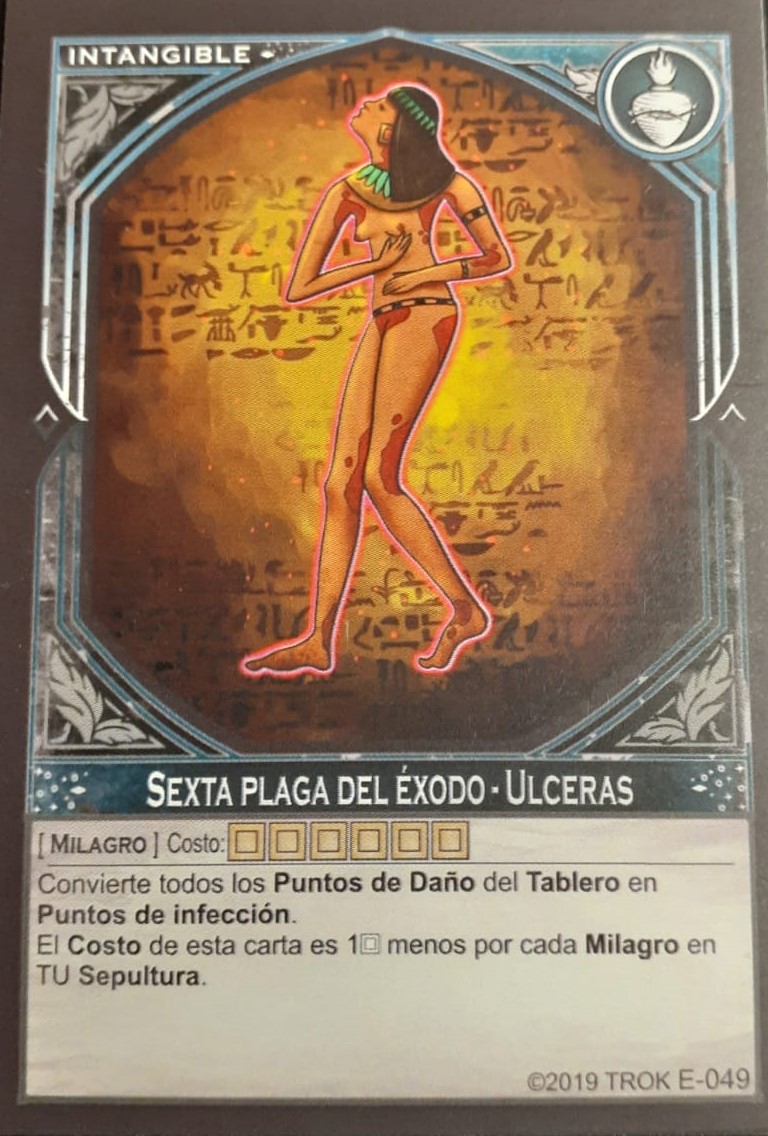 INTANGIBLE
SEXTA PLAGA DEL ÉXODO · ULCERAS
[ MILAGRO ] Costo:
Convierte todos los Puntos de Daño del Tablero en
Puntos de infección.
El Costo de esta carta es 1□ menos por cada Milagro en
TU Sepultura.
©2019 TROK E-049